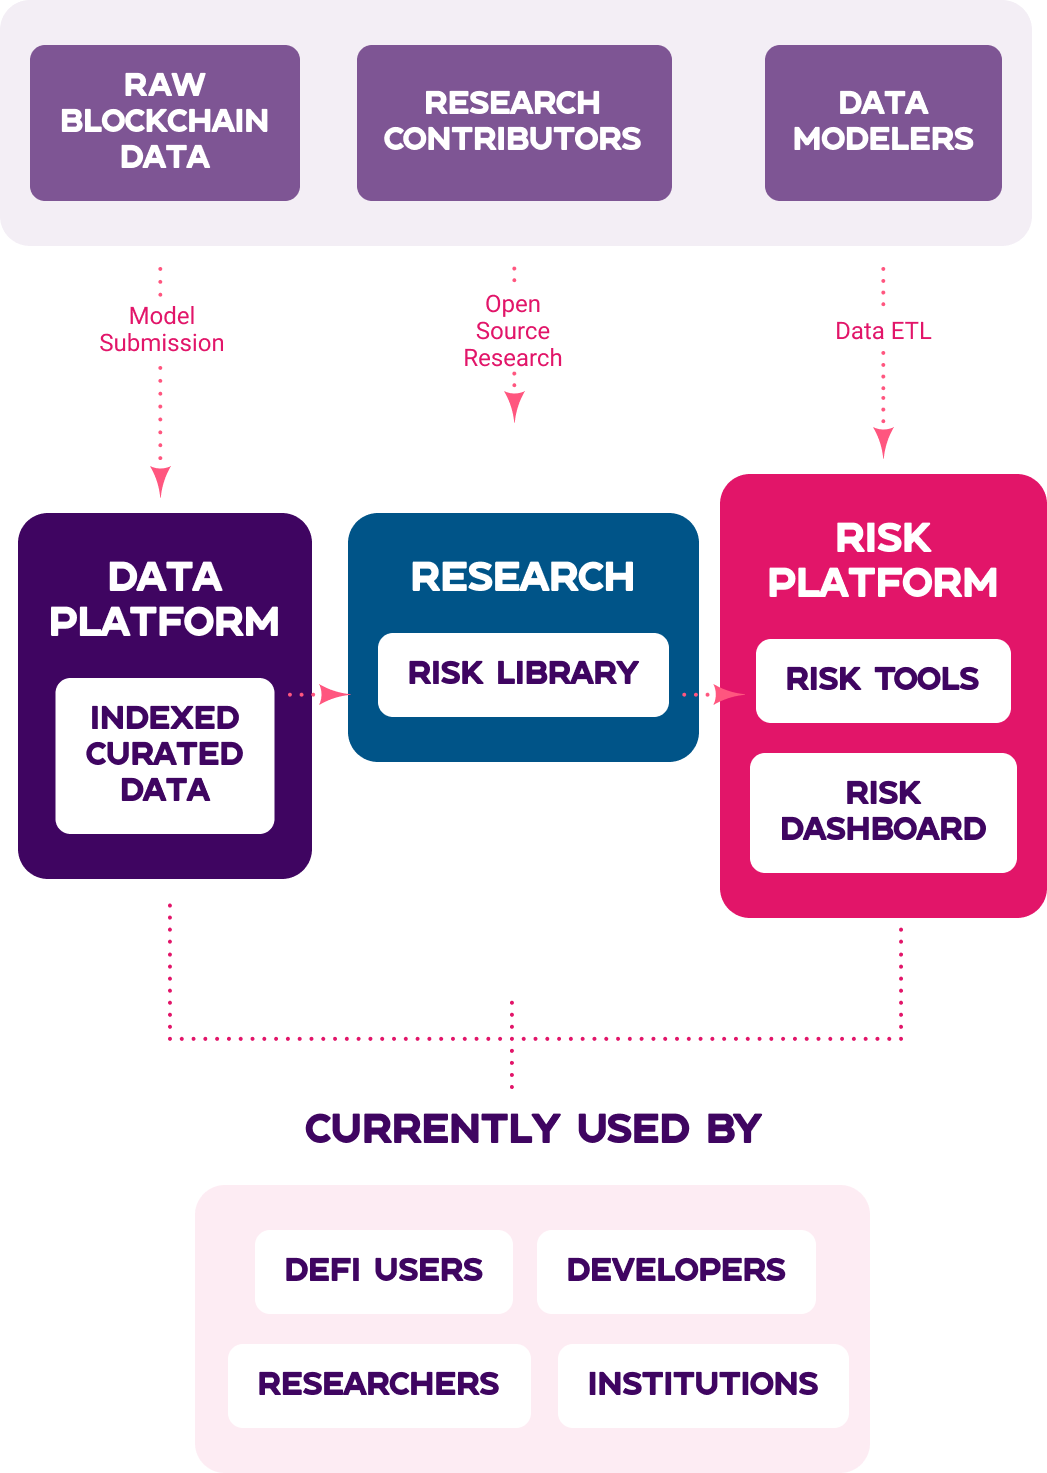 RAW
BLOCKCHAIN
DATA
RESEARCH
CONTRIBUTORS
DATA
MODELERS
Model
Submission
Open
Source
Research
Data ETL
DATA
PLATFORM
INDEXED
CURATED
DATA
RESEARCH
RISK LIBRARY
RISK
PLATFORM
RISK TOOLS
RISK
DASHBOARD
CURRENTLY USED BY
DEFI USERS
DEVELOPERS
RESEARCHERS
INSTITUTIONS